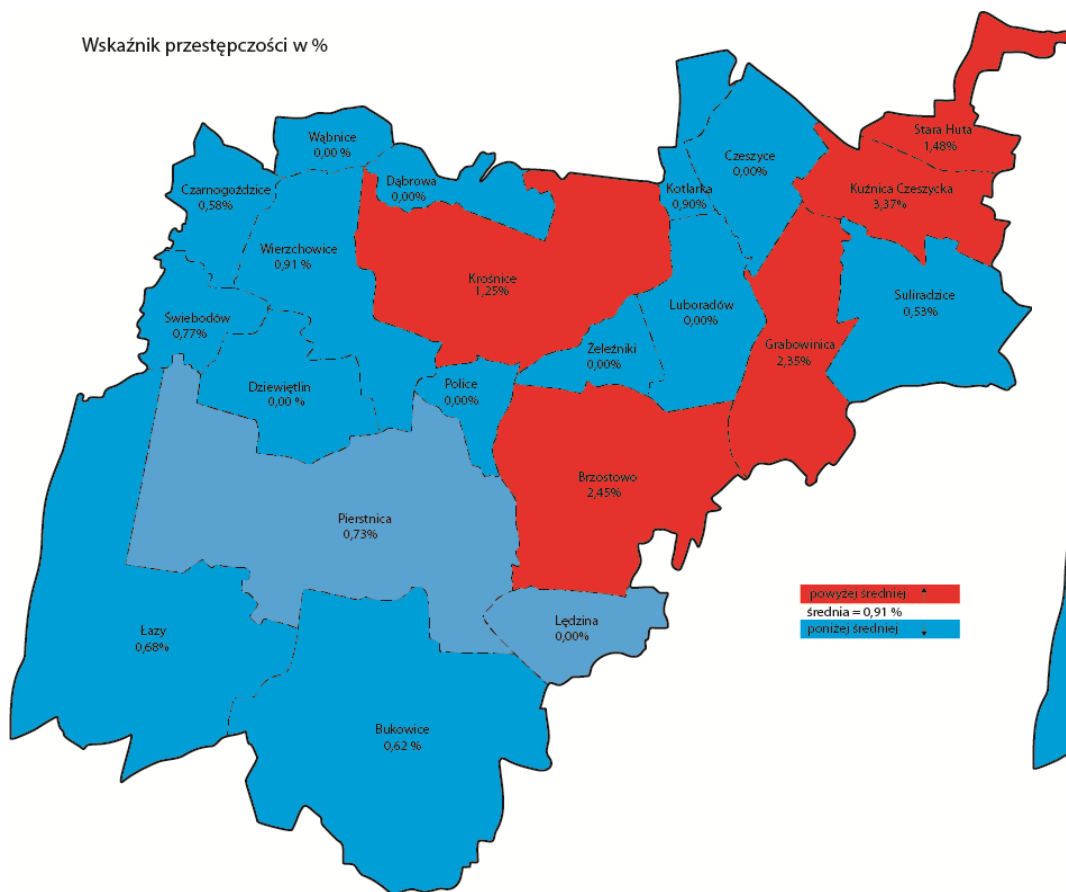 Wskaźnik przestępczości w %
Stara Huta
1,48%
Wąbnice
0,00 %
Czeszyce
0,00%
Dąbrowa
0,00%
Kotlarka
0,90%
Kuźnica Czeszycka
3,37%
Czarnogoździce
0,58%
Wierzchowice
0,91 %
Krośnice
1,25%
Luboradów
0,00%
Suliradzice
0,53%
Świebodów
0,77%
Żeleźniki
0,00%
Grabowinica
2,35%
Dziewiętlin
0,00 %
Police
0,00%
Brzostowo
2,45%
Pierstnica
0,73%
powyżej średniej
średnia = 0,91 %
poniżej średniej
Lędzina
0,00%
Łazy
0,68%
Bukowice
0,62 %